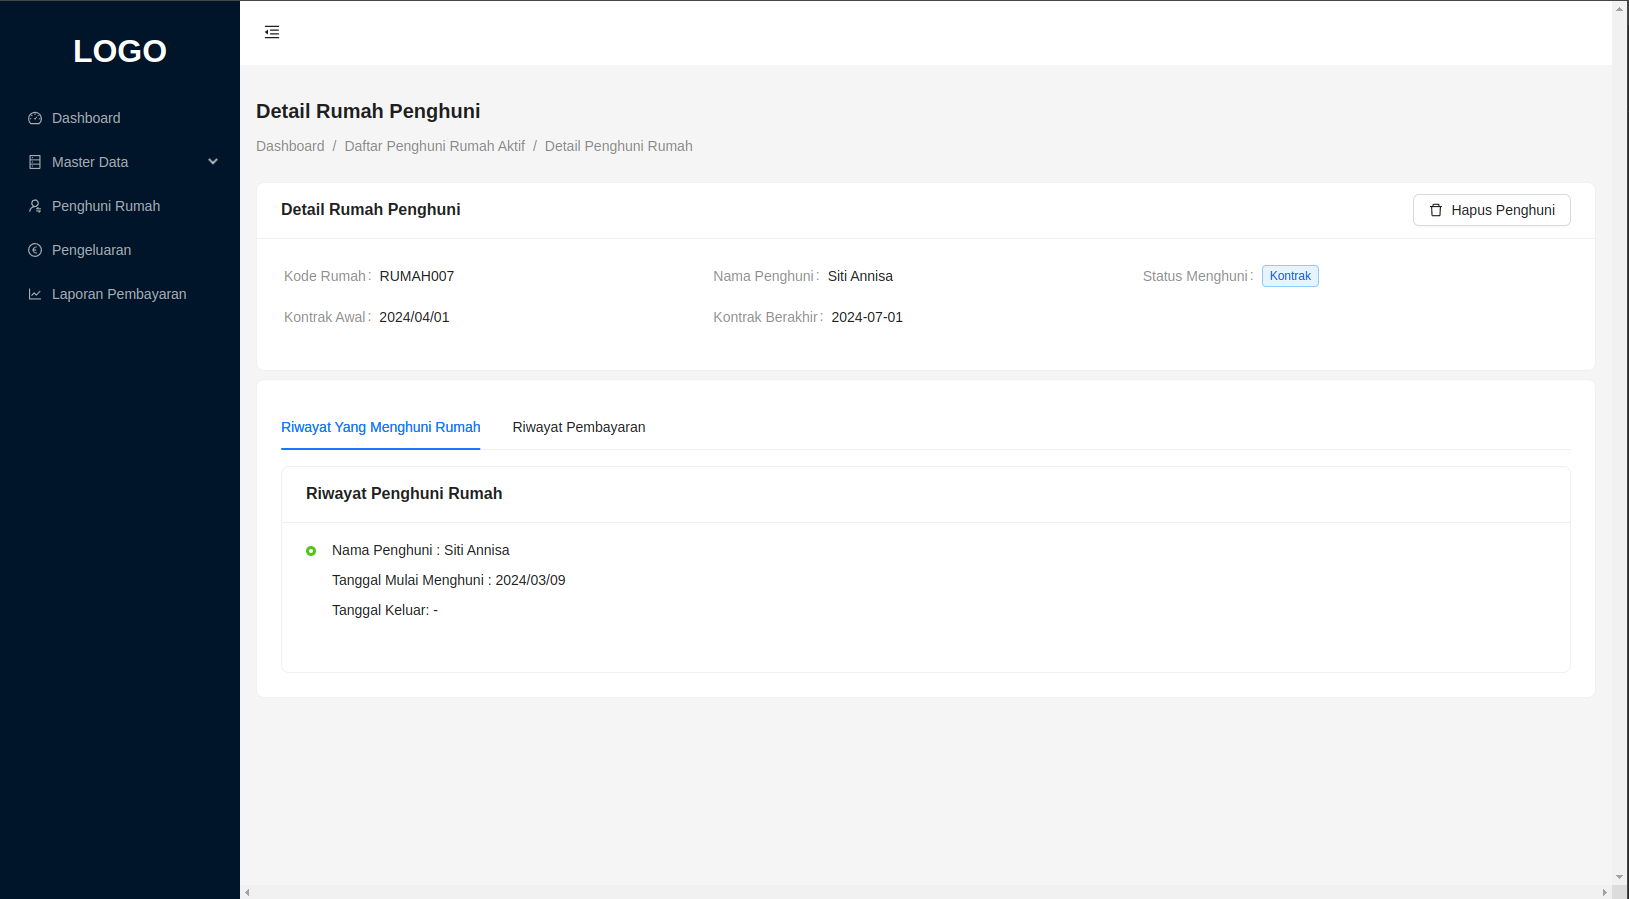 LOGO
Dashboard
Master Data
Penghuni Rumah
Pengeluaran
Laporan Pembayaran
Detail Rumah Penghuni
Dashboard / Daftar Penghuni Rumah Aktif / Detail Penghuni Rumah
Detail Rumah Penghuni
Hapus Penghuni
Kode Rumah : RUMAH007
Nama Penghuni : Siti Annisa
Status Menghuni : Kontrak
Kontrak Awal : 2024/04/01
Kontrak Berakhir : 2024-07-01
Riwayat Yang Menghuni Rumah
Riwayat Pembayaran
Riwayat Penghuni Rumah
Nama Penghuni : Siti Annisa
Tanggal Mulai Menghuni : 2024/03/09
Tanggal Keluar: -